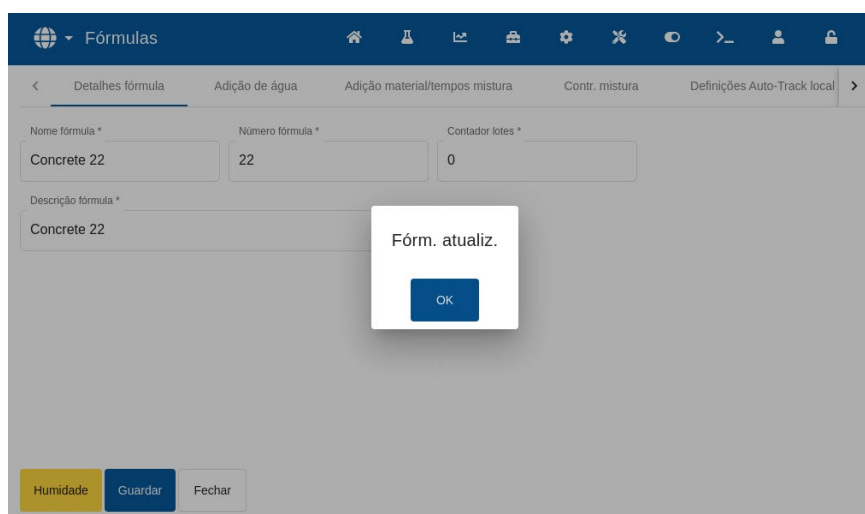 Fórmulas
Detalhes fórmula Adição de água Adição material/tempos mistura Contr. mistura Definições Auto-Track local
Nome fórmula * Número fórmula * Contador lotes *
Concrete 22 22 0
Descrição fórmula *
Concrete 22
Fórm. atualiz.
OK
Humidade Guardar Fechar